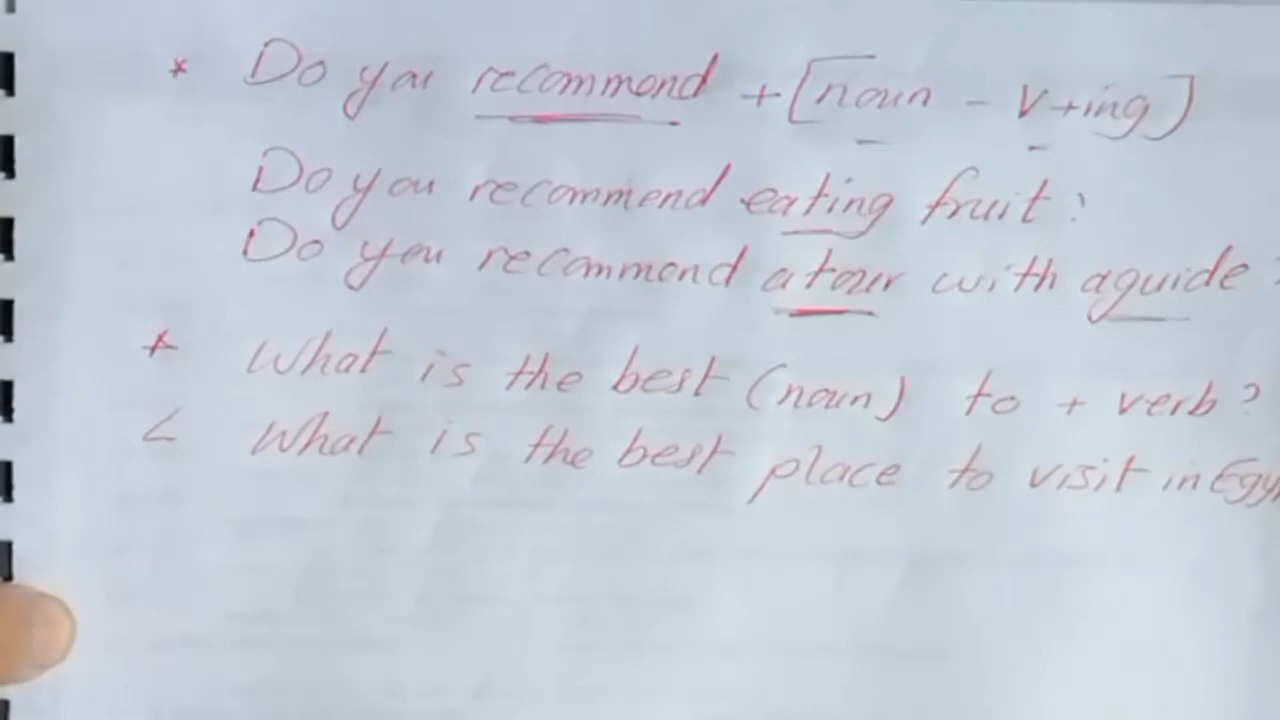 * Do you recommend + [noun - V+ing]
Do you recommend eating fruit?
Do you recommend a tour with a guide?
* What is the best (noun) to + verb?
< What is the best place to visit in Egy